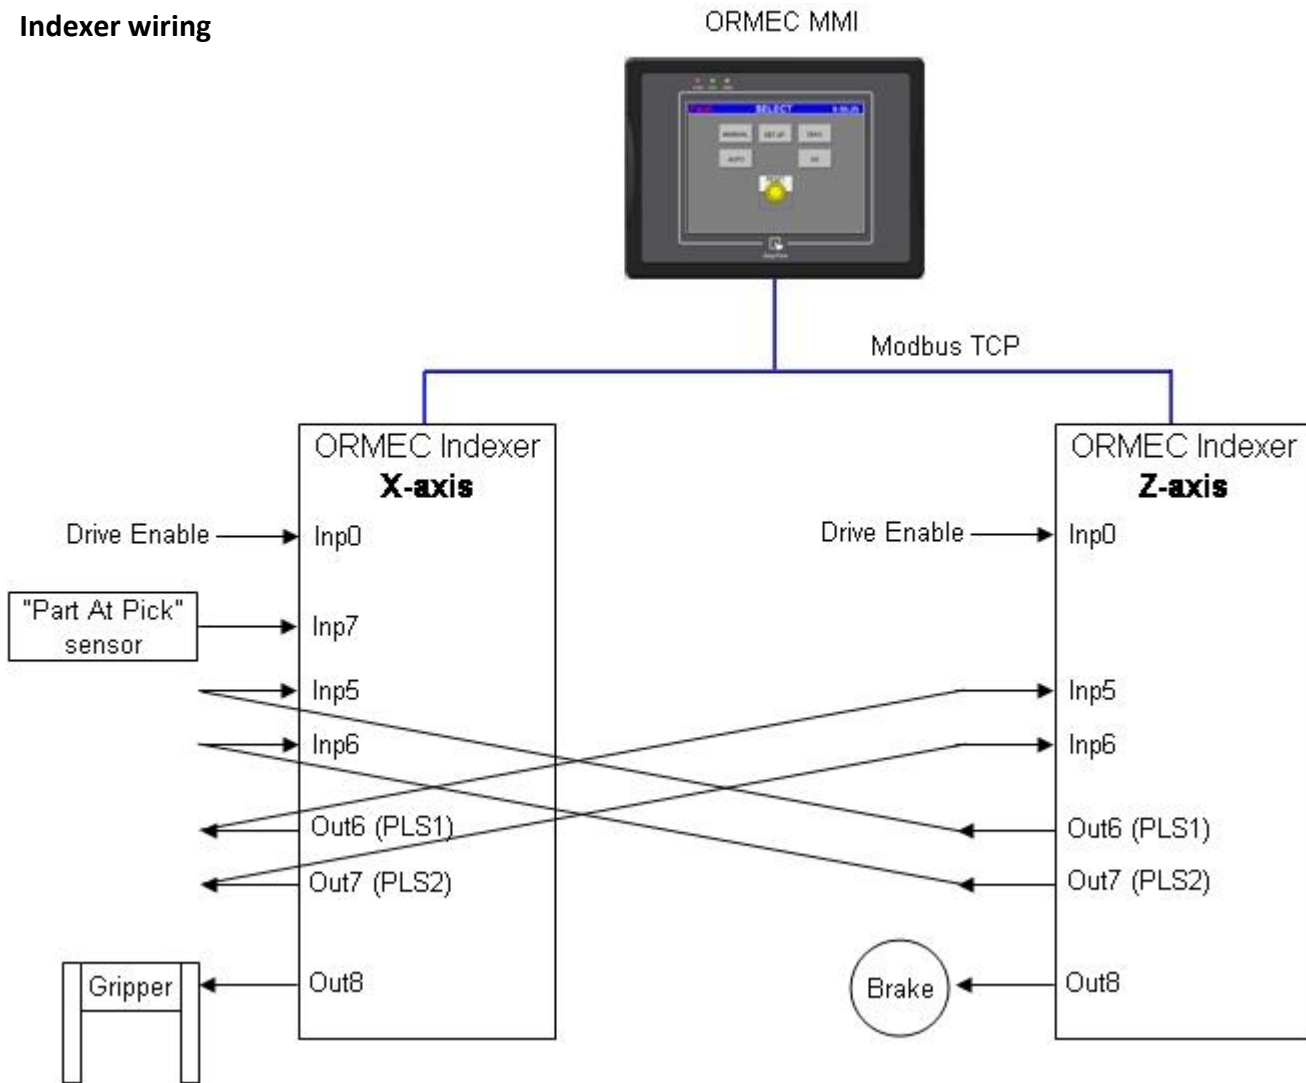 Indexer wiring
ORMEC MMI
SELECT
MANUAL
SET UP
AUTO
Modbus TCP
ORMEC Indexer
X-axis
ORMEC Indexer
Z-axis
Drive Enable
Inp0
Drive Enable
Inp0
"Part At Pick"
sensor
Inp7
Inp5
Inp5
Inp6
Inp6
Out6 (PLS1)
Out6 (PLS1)
Out7 (PLS2)
Out7 (PLS2)
Gripper
Out8
Brake
Out8